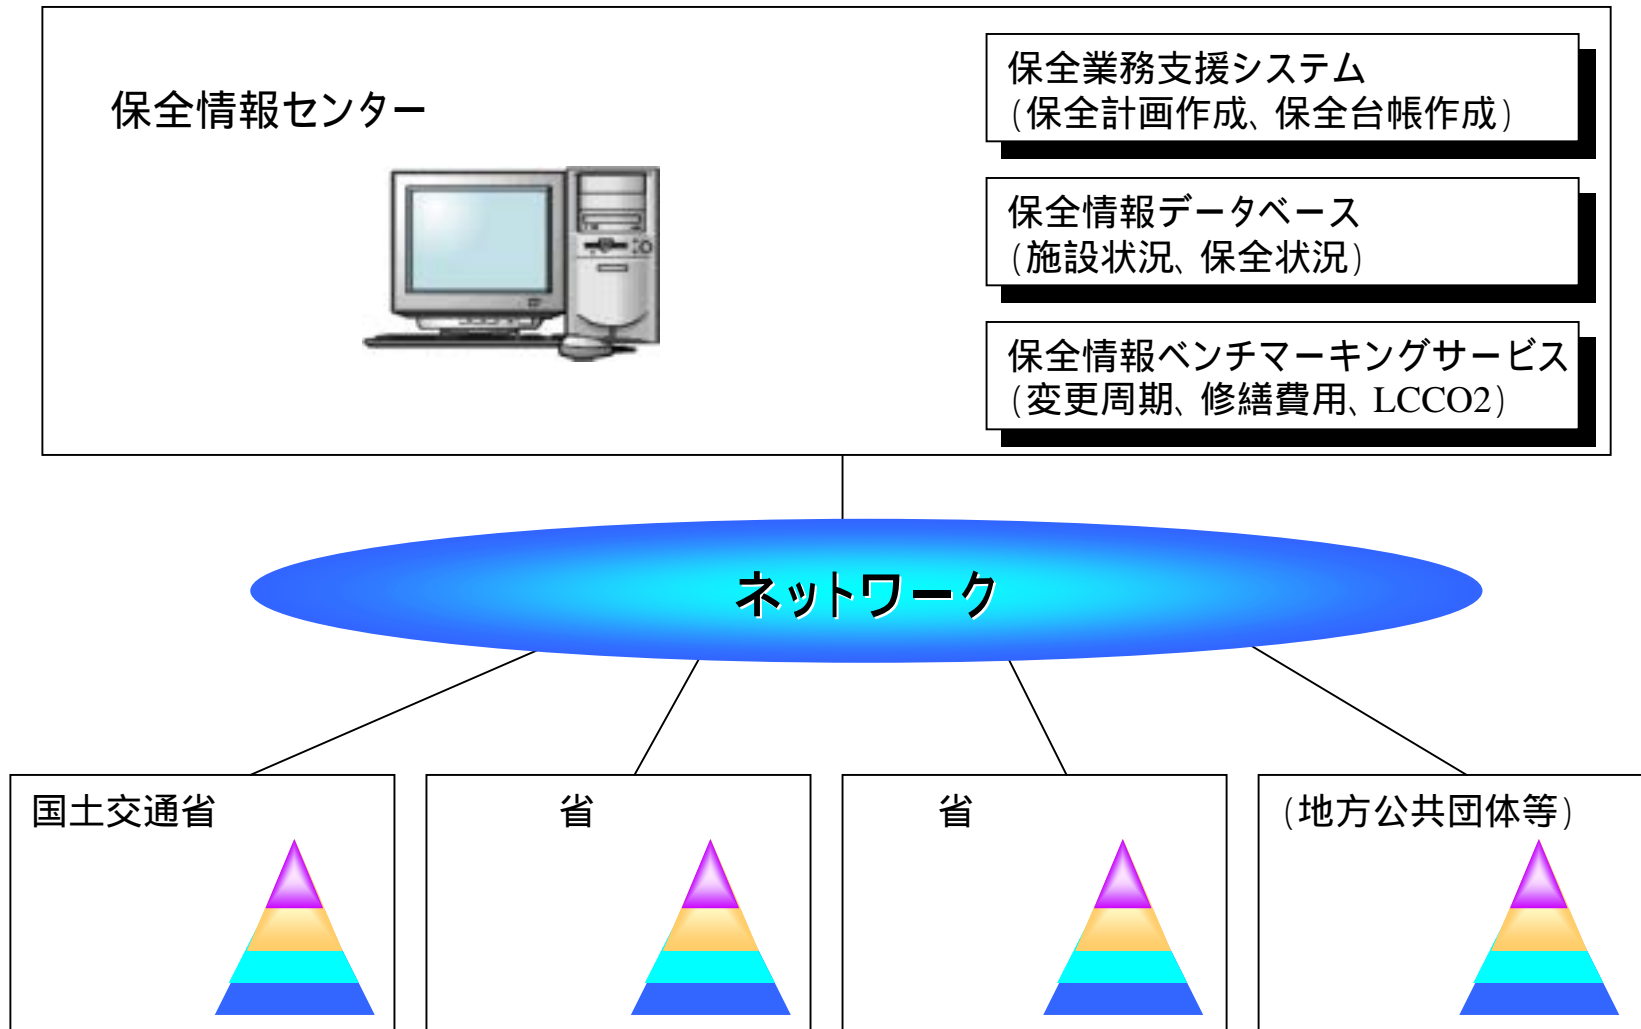 保全情報センター
保全業務支援システム
(保全計画作成、保全台帳作成)
保全情報データベース
(施設状況、保全状況)
保全情報ベンチマーキングサービス
(変更周期、修繕費用、LCCO2)
ネットワーク
国土交通省
省
省
(地方公共団体等)